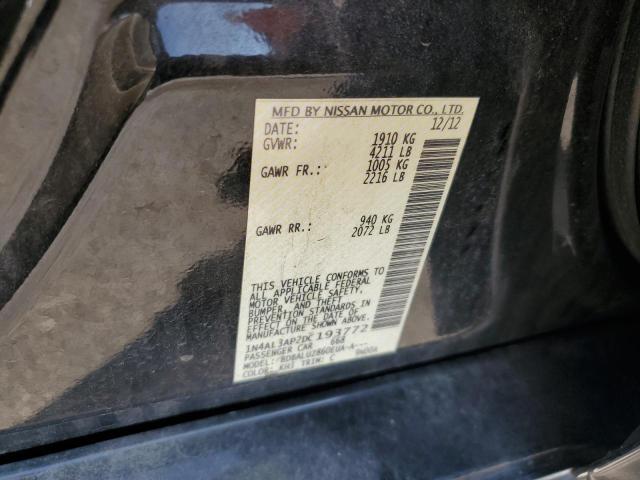 MFD BY NISSAN MOTOR CO., LTD.
DATE: 12/12
GVWR: 1910 KG
4211 LB
GAWR FR.: 1005 KG
2216 LB
GAWR RR.: 940 KG
2072 LB
THIS VEHICLE CONFORMS TO
ALL APPLICABLE FEDERAL
MOTOR VEHICLE SAFETY,
BUMPER, AND THEFT
PREVENTION STANDARDS IN
EFFECT ON THE DATE OF
MANUFACTURE SHOWN ABOVE.
1N4AL3AP2DC193772
PASSENGER CAR 668
MODEL:
COLOR: KH3 TRIM: C